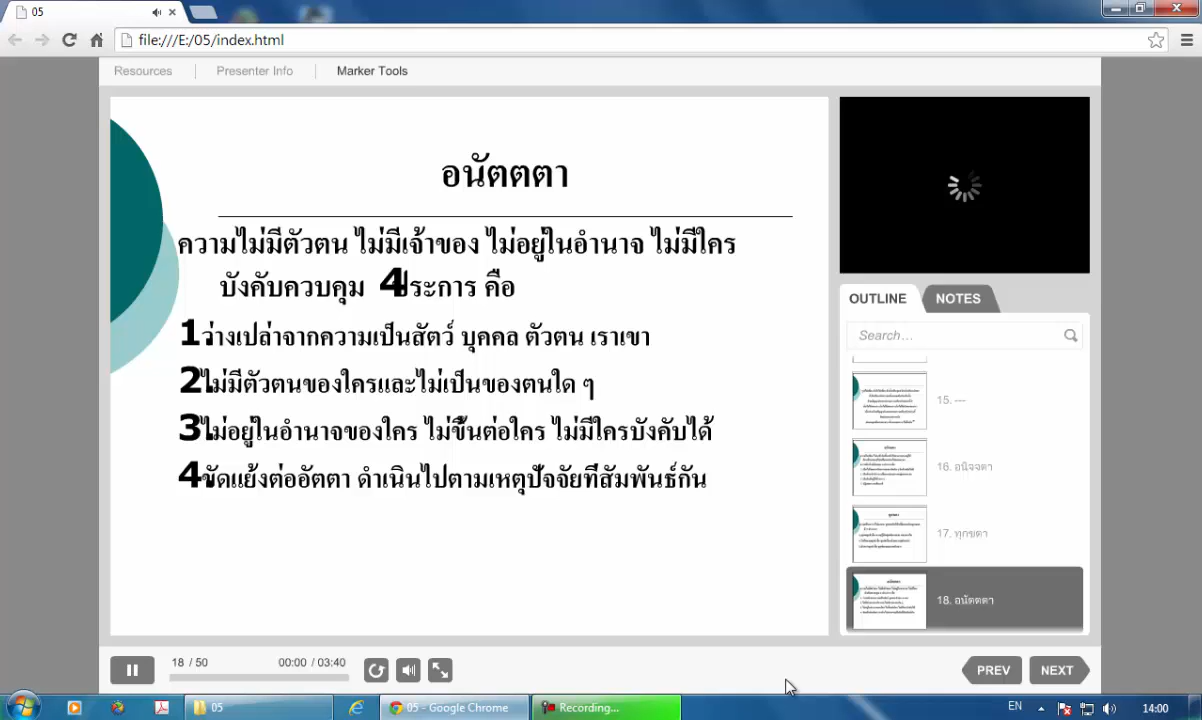 05
file:///E:/05/index.html
Resources
Presenter Info
Marker Tools
อนัตตตา
ความไม่มีตัวตน ไม่มีเจ้าของ ไม่อยู่ในอำนาจ ไม่มีใคร
บังคับควบคุม 4ประการ คือ
1.ว่างเปล่าจากความเป็นสัตว์ บุคคล ตัวตน เราเขา
2.ไม่มีตัวตนของใครและไม่เป็นของตนใด ๆ
3.ไม่อยู่ในอำนาจของใคร ไม่ขึ้นต่อใคร ไม่มีใครบังคับได้
4.ขัดแย้งต่ออัตตา ดำเนินไปตามเหตุปัจจัยที่สัมพันธ์กัน
OUTLINE
NOTES
Search...
15. ---
16. อนิจจตา
17. ทุกขตา
18. อนัตตตา
18 / 50
00:00 / 03:40
PREV
NEXT
05
05 - Google Chrome
Recording...
EN
14:00